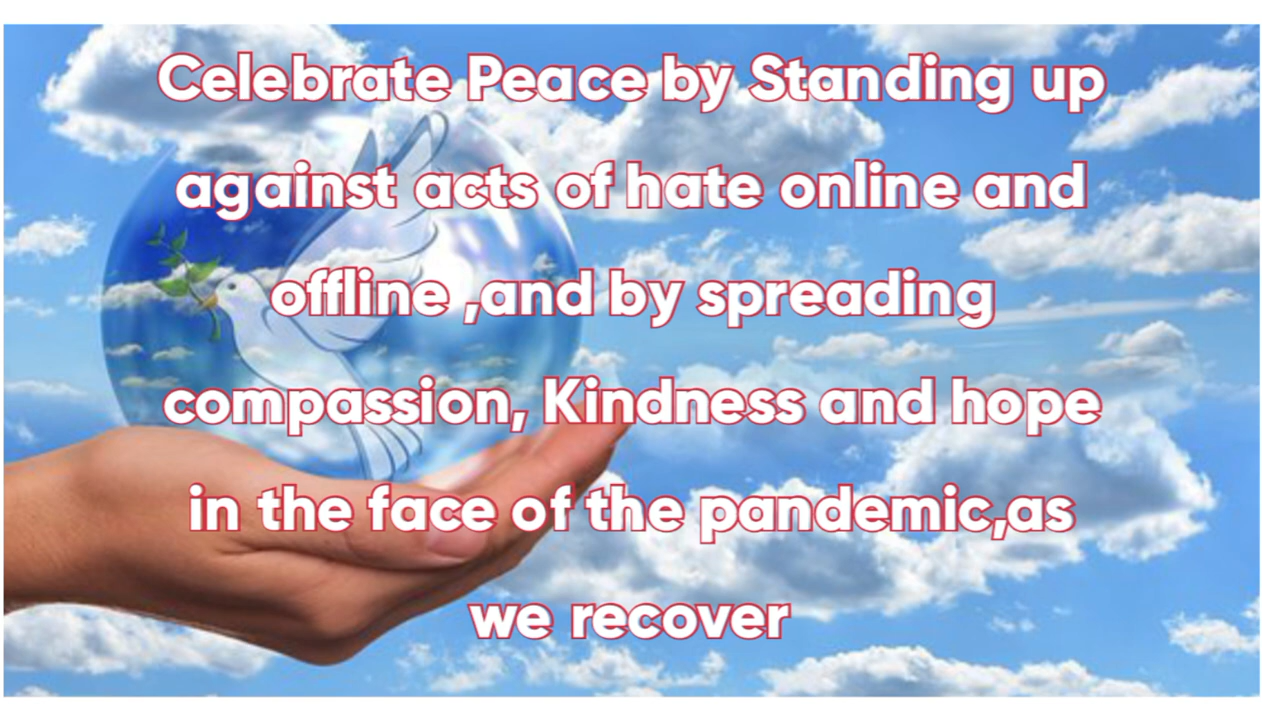 Celebrate Peace by Standing up
against acts of hate online and
offline ,and by spreading
compassion, Kindness and hope
in the face of the pandemic,as
we recover